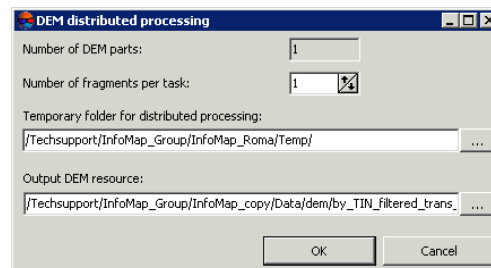 DEM distributed processing
Number of DEM parts: 1
Number of fragments per task: 1
Temporary folder for distributed processing:
/Techsupport/InfoMap_Group/InfoMap_Roma/Temp/ ...
Output DEM resource:
/Techsupport/InfoMap_Group/InfoMap_copy/Data/dem/by_TIN_filtered_trans_ ...
OK Cancel